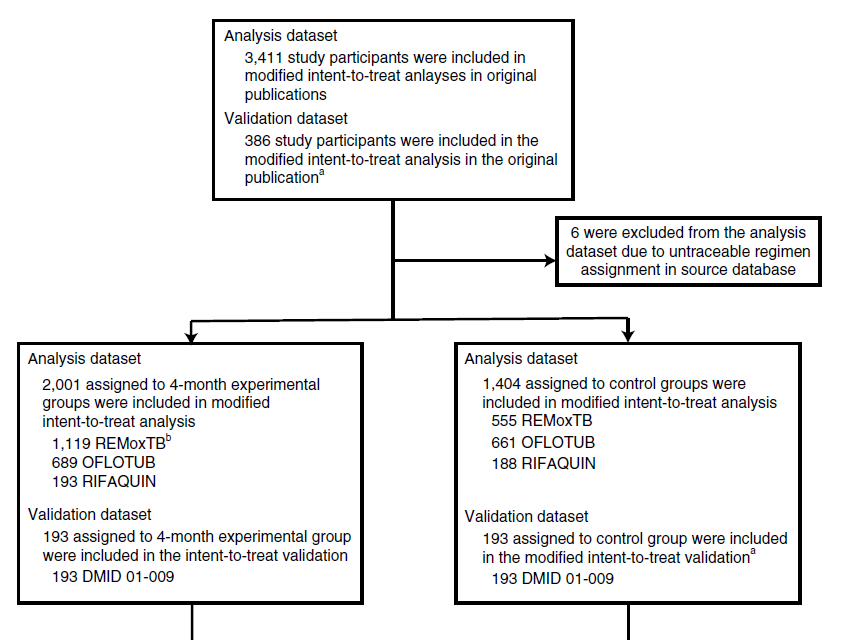 Analysis dataset
3,411 study participants were included in
modified intent-to-treat anlayses in original
publications
Validation dataset
386 study participants were included in the
modified intent-to-treat analysis in the original
publicationa
6 were excluded from the analysis
dataset due to untraceable regimen
assignment in source database
Analysis dataset
2,001 assigned to 4-month experimental
groups were included in modified
intent-to-treat analysis
1,119 REMoxTBb
689 OFLOTUB
193 RIFAQUIN
Validation dataset
193 assigned to 4-month experimental group
were included in the intent-to-treat validation
193 DMID 01-009
Analysis dataset
1,404 assigned to control groups were
included in modified intent-to-treat analysis
555 REMoxTB
661 OFLOTUB
188 RIFAQUIN
Validation dataset
193 assigned to control group were included
in the modified intent-to-treat validationa
193 DMID 01-009